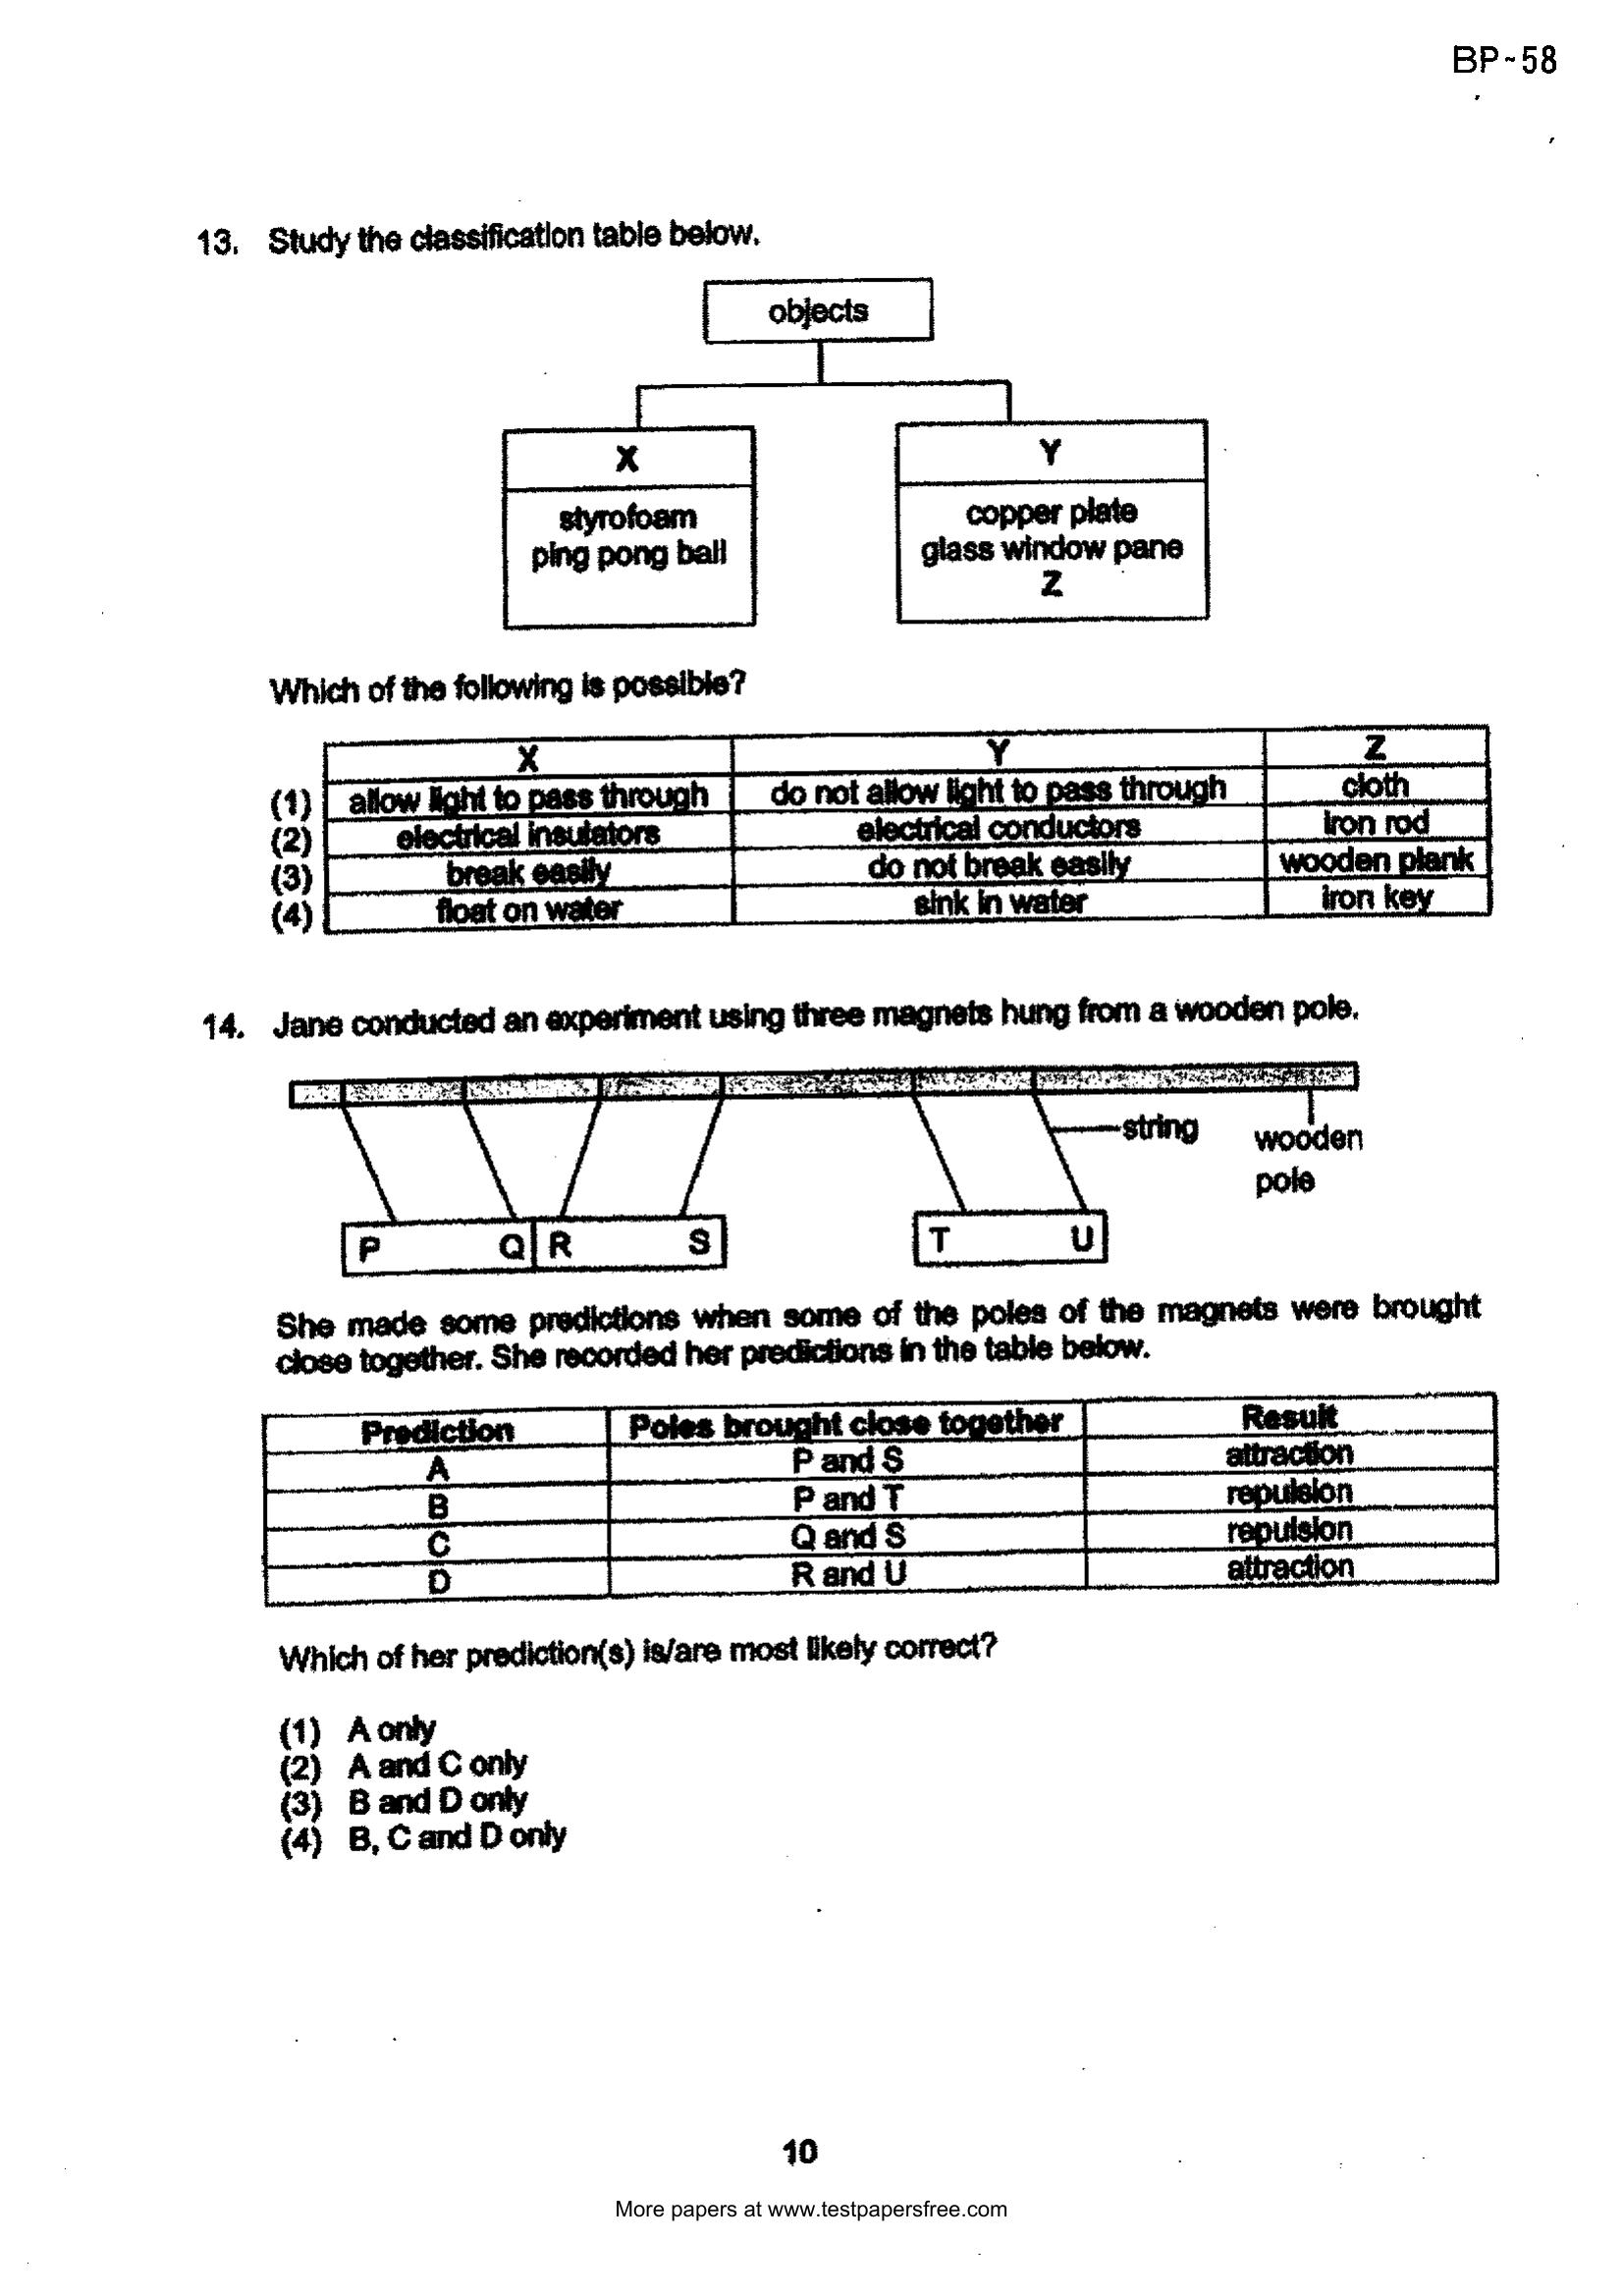 BP-58
13. Study the classification table below.
objects
X
styrofoam
ping pong ball
Y
copper plate
glass window pane
Z
Which of the following is possible?
X Y Z
(1) allow light to pass through do not allow light to pass through cloth
(2) electrical insulators electrical conductors iron rod
(3) break easily do not break easily wooden plank
(4) float on water sink in water iron key
14. Jane conducted an experiment using three magnets hung from a wooden pole.
string
wooden
pole
P Q R S T U
She made some predictions when some of the poles of the magnets were brought
close together. She recorded her predictions in the table below.
Prediction Poles brought close together Result
A P and S attraction
B P and T repulsion
C Q and S repulsion
D R and U attraction
Which of her prediction(s) is/are most likely correct?
(1) A only
(2) A and C only
(3) B and D only
(4) B, C and D only
10
More papers at www.testpapersfree.com